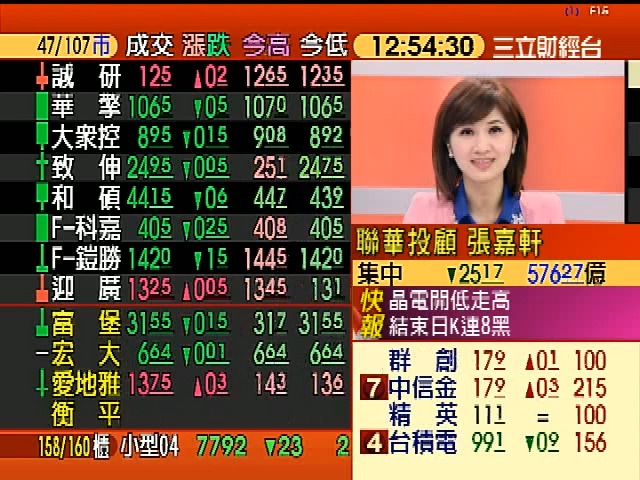 47/107市 成交 漲跌 今高 今低 12:54:30 三立財經台
誠研 125 ▲02 1265 1235
華擎 1065 ▼05 1070 1065
大眾控 895 ▼015 908 892
致伸 2495 ▼005 251 2475
和碩 4415 ▼06 447 439
F-科嘉 405 ▼025 408 405
F-鎧勝 1420 ▼15 1445 1420
迎廣 1325 ▲005 1345 131
富堡 3155 ▼015 317 3155
宏大 664 ▼001 664 664
愛地雅 1375 ▲03 143 136
衡平
158/160櫃 小型04 7792 ▼23 2
聯華投顧 張嘉軒
集中 ▼2517 57627億
快報 晶電開低走高
結束日K連8黑
群創 179 ▲01 100
7 中信金 179 ▲03 215
精英 111 = 100
4 台積電 991 ▼09 156